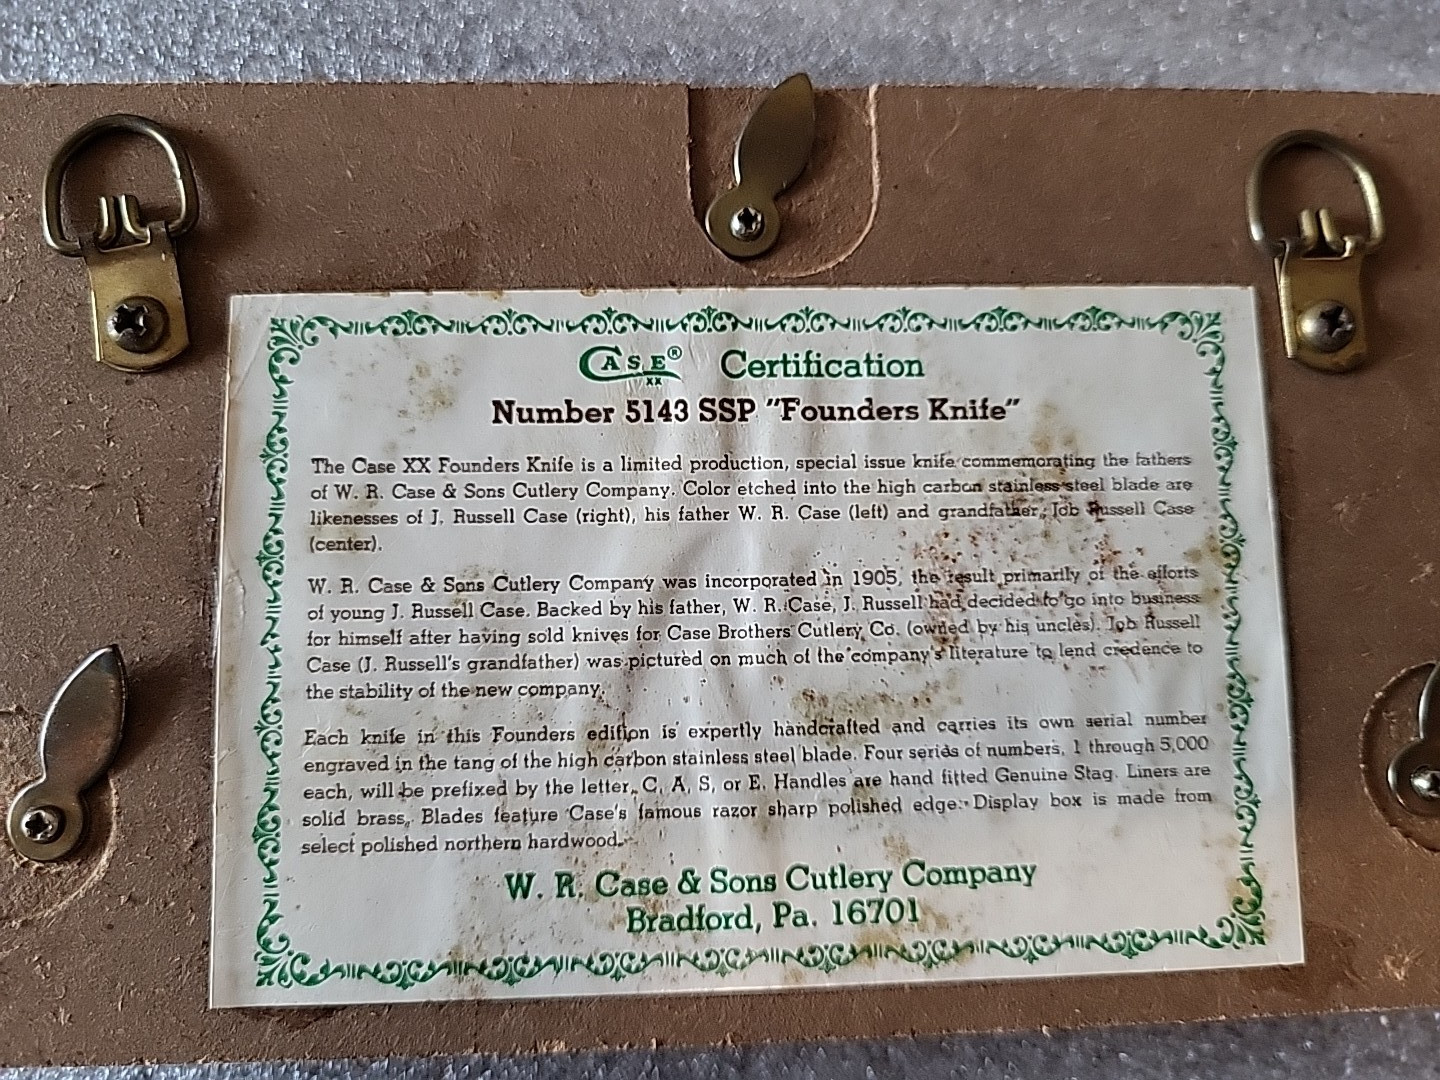 CASE® XX Certification
Number 5143 SSP "Founders Knife"
The Case XX Founders Knife is a limited production, special issue knife commemorating the fathers
of W. R. Case & Sons Cutlery Company. Color etched into the high carbon stainless steel blade are
likenesses of J. Russell Case (right), his father W. R. Case (left) and grandfather, Job Russell Case
(center).
W. R. Case & Sons Cutlery Company was incorporated in 1905, the result primarily of the efforts
of young J. Russell Case. Backed by his father, W. R. Case, J. Russell had decided to go into business
for himself after having sold knives for Case Brothers Cutlery Co. (owned by his uncles). Job Russell
Case (J. Russell's grandfather) was pictured on much of the company's literature to lend credence to
the stability of the new company.
Each knife in this Founders edition is expertly handcrafted and carries its own serial number
engraved in the tang of the high carbon stainless steel blade. Four series of numbers, 1 through 5,000
each, will be prefixed by the letter, C, A, S, or E. Handles are hand fitted Genuine Stag. Liners are
solid brass. Blades feature Case's famous razor sharp polished edge. Display box is made from
select polished northern hardwood.
W. R. Case & Sons Cutlery Company
Bradford, Pa. 16701